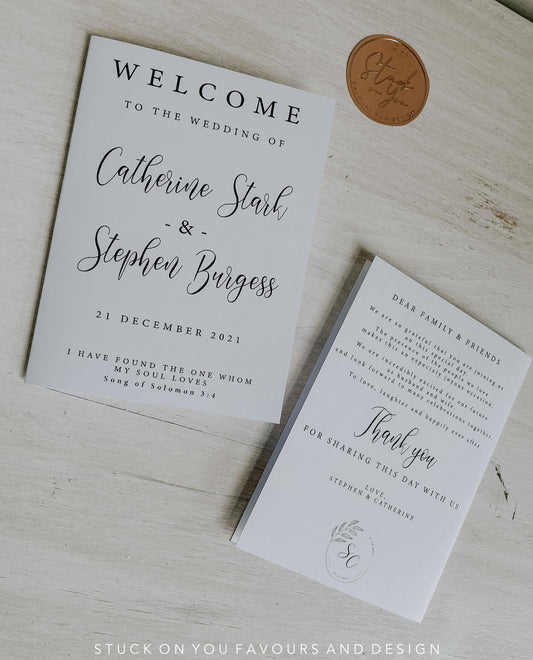 WELCOME
TO THE WEDDING OF
Catherine Stark
- & -
Stephen Burgess
21 DECEMBER 2021
I HAVE FOUND THE ONE WHOM
MY SOUL LOVES
Song of Solomon 3:4
Stuck
on
You
DEAR FAMILY & FRIENDS
We are so grateful that you are joining us
on this special day.
The presence of the people we love
makes this an especially joyous occasion.
We are incredibly excited for our future
as husband and wife,
and look forward to many celebrations together.
To love, laughter and happily ever after.
Thank you
FOR SHARING THIS DAY WITH US
LOVE,
STEPHEN & CATHERINE
SC
STUCK ON YOU FAVOURS AND DESIGN